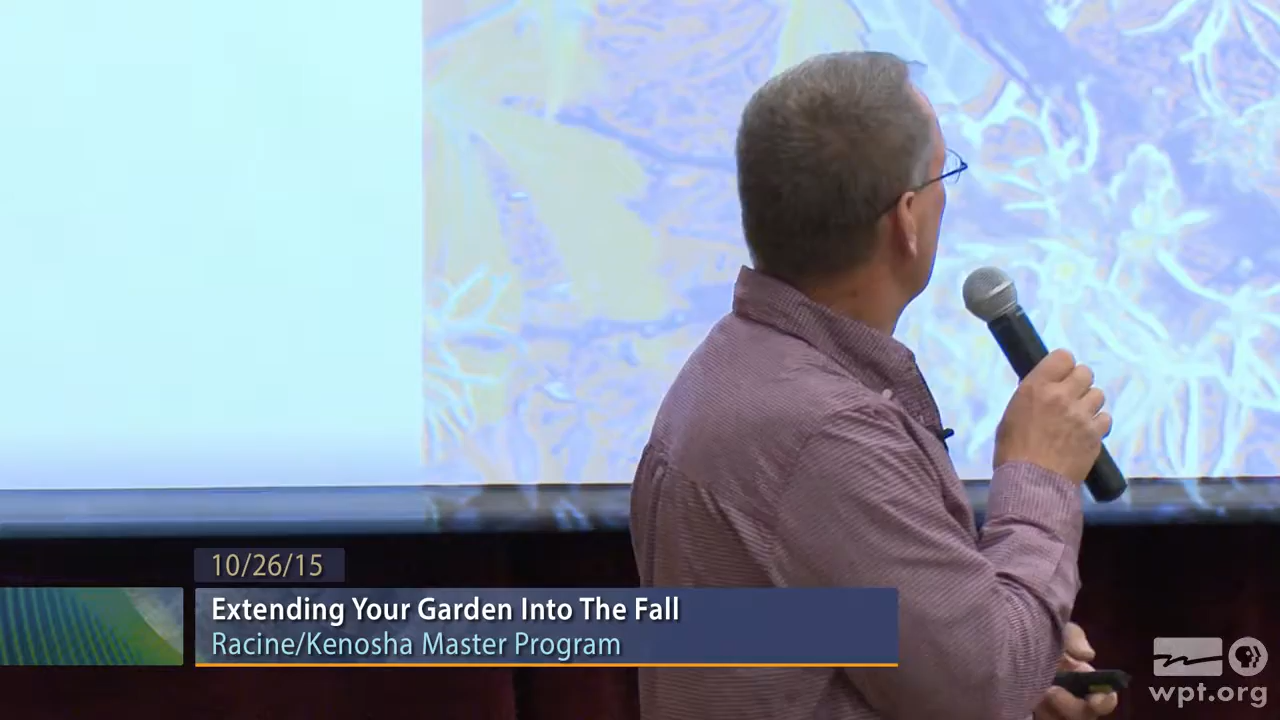 10/26/15
Extending Your Garden Into The Fall
Racine/Kenosha Master Program
wpt.org